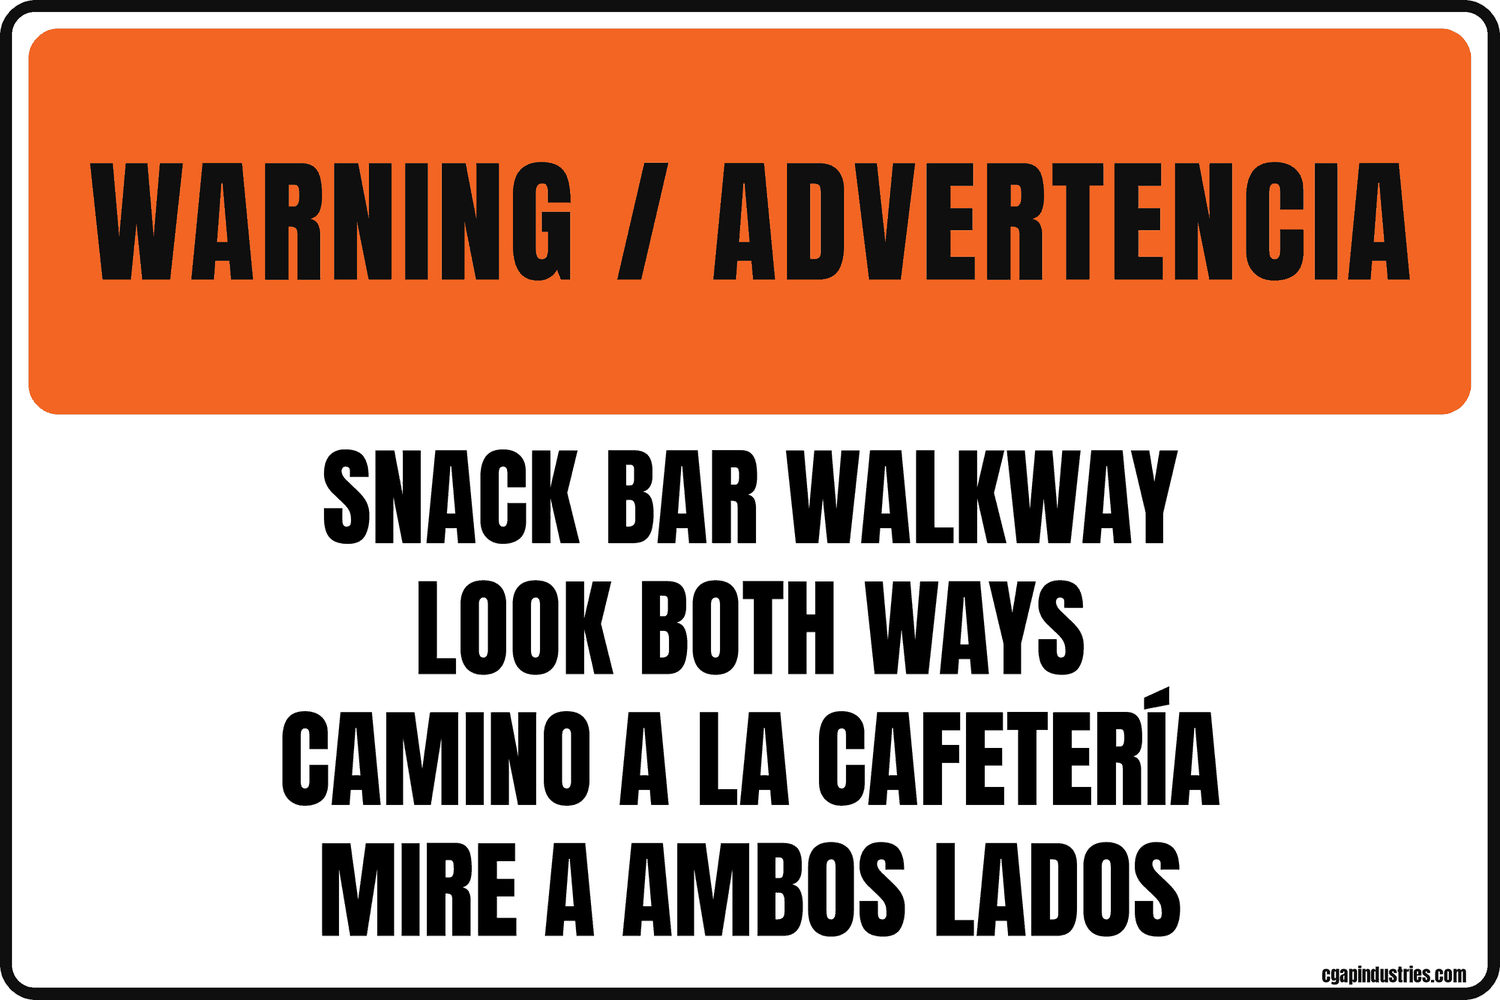 WARNING / ADVERTENCIA
SNACK BAR WALKWAY
LOOK BOTH WAYS
CAMINO A LA CAFETERÍA
MIRE A AMBOS LADOS
cgapindustries.com